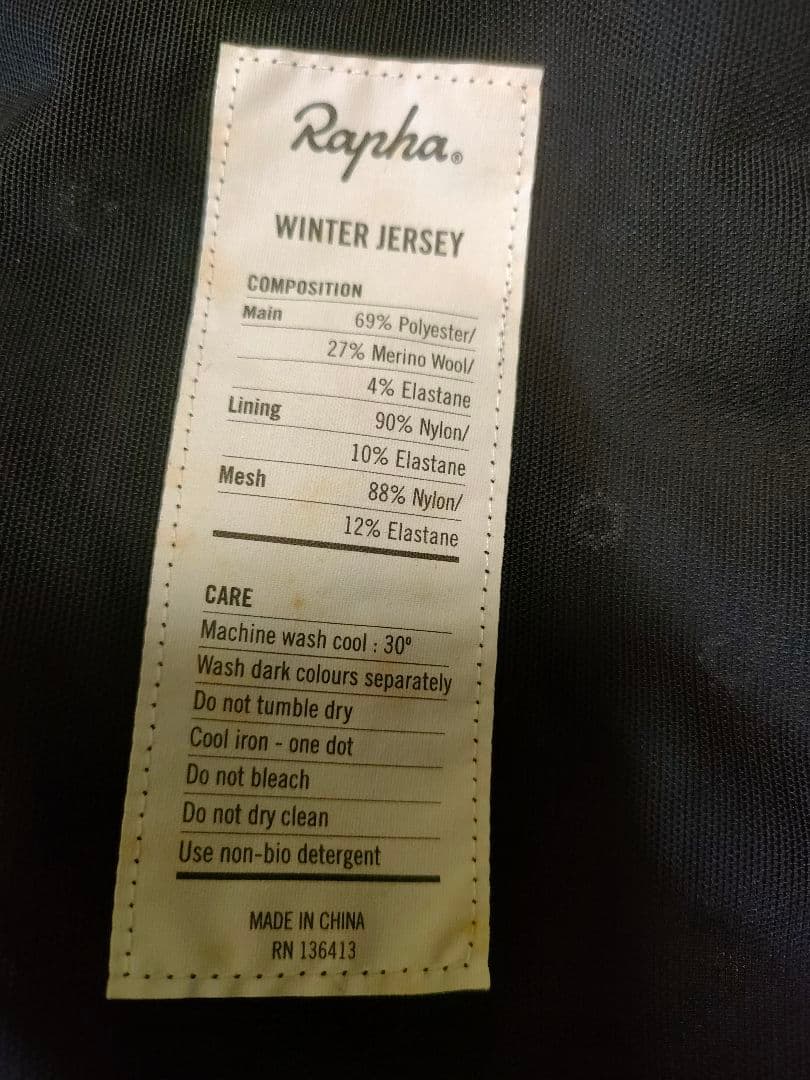 Rapha®
WINTER JERSEY
COMPOSITION
Main 69% Polyester/
27% Merino Wool/
4% Elastane
Lining 90% Nylon/
10% Elastane
Mesh 88% Nylon/
12% Elastane
CARE
Machine wash cool : 30º
Wash dark colours separately
Do not tumble dry
Cool iron - one dot
Do not bleach
Do not dry clean
Use non-bio detergent
MADE IN CHINA
RN 136413